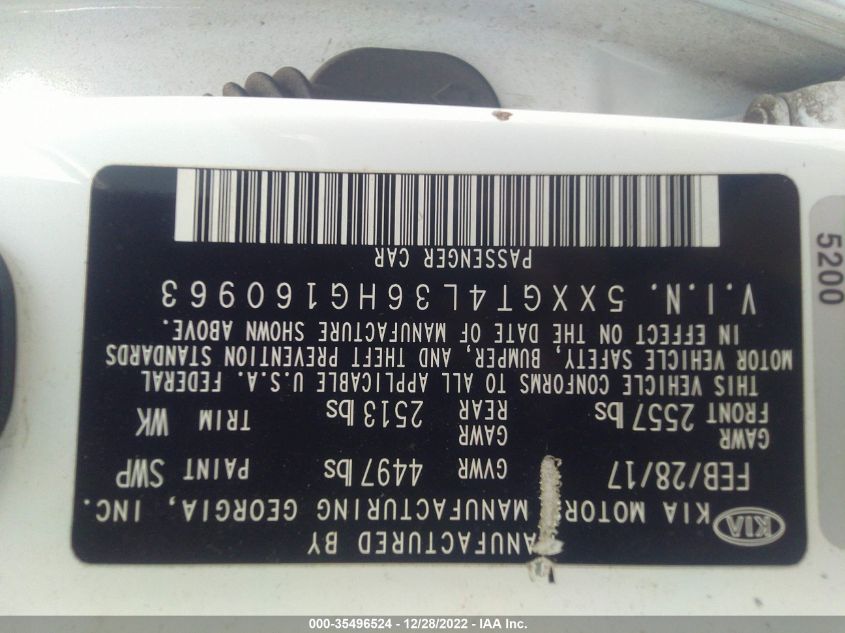 MANUFACTURED BY
KIA KIA MOTORS MANUFACTURING GEORGIA, INC.
FEB/28/17 GVWR 4497 lbs PAINT SWP
GAWR FRONT 2557 lbs GAWR REAR 2513 lbs TRIM WK
THIS VEHICLE CONFORMS TO ALL APPLICABLE U.S.A. FEDERAL
MOTOR VEHICLE SAFETY, BUMPER, AND THEFT PREVENTION STANDARDS
IN EFFECT ON THE DATE OF MANUFACTURE SHOWN ABOVE.
V.I.N. 5XXGT4L36HG160963
PASSENGER CAR
5200
000-35496524 / 12/28/2022 - IAA Inc.